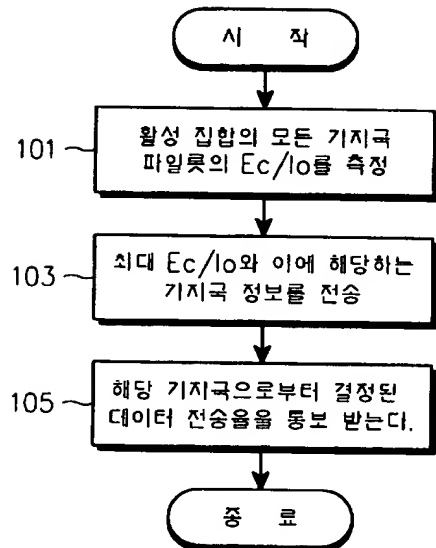 시 작
101
활성 집합의 모든 기지국
파일롯의 Ec/Io를 측정
103
최대 Ec/Io와 이에 해당하는
기지국 정보를 전송
105
해당 기지국으로부터 결정된
데이터 전송율을 통보 받는다.
종 료